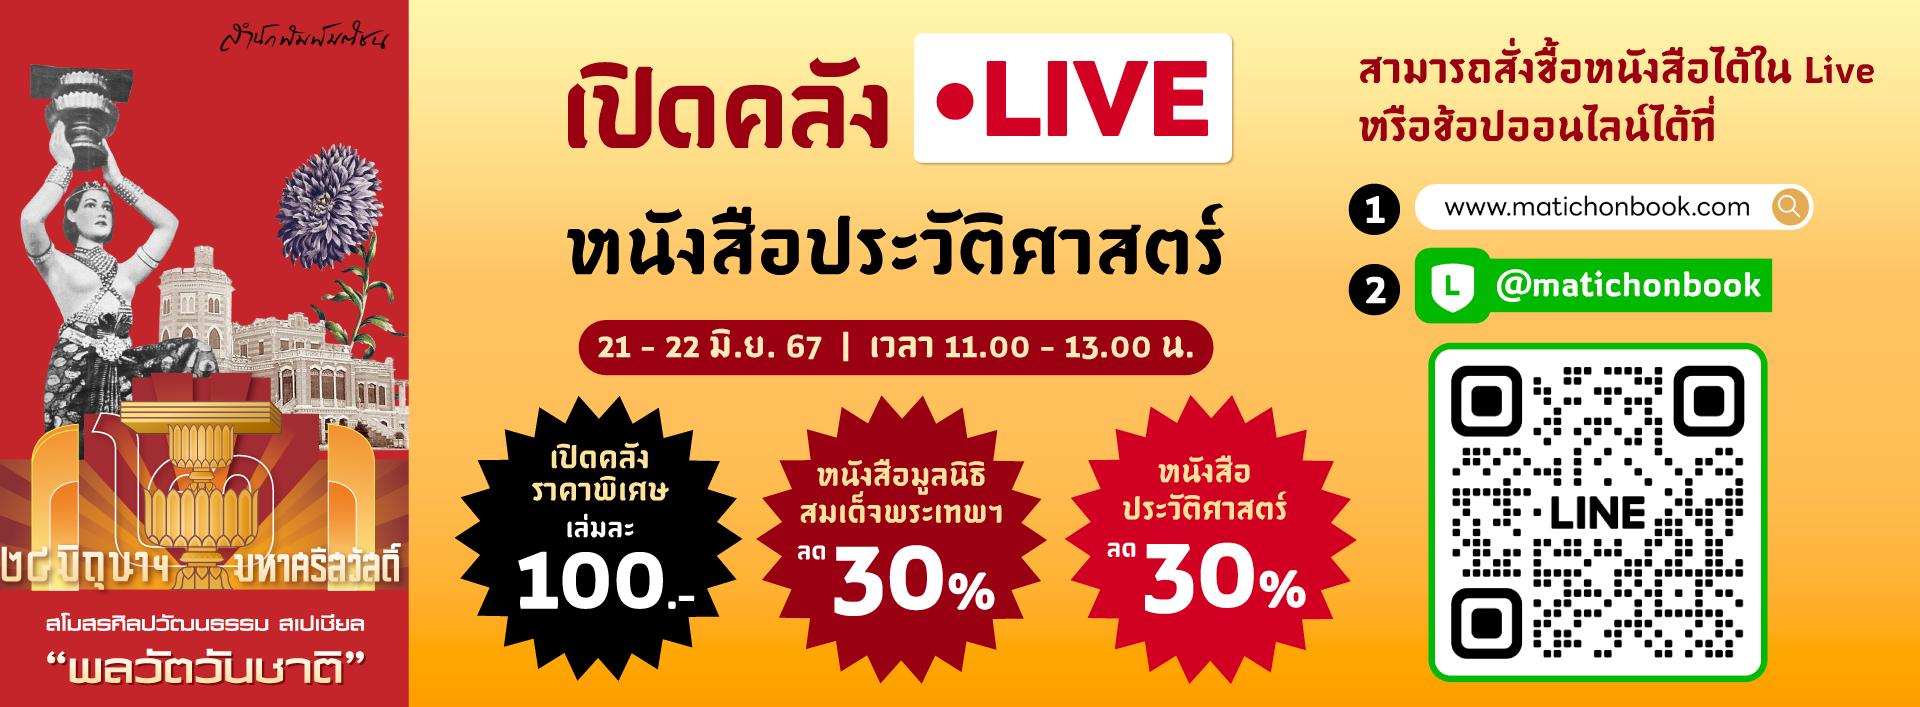 สำนักพิมพ์มติชน
๒๔ มิถุนาฯ มหาศรีสวัสดิ์
สโมสรศิลปวัฒนธรรม สเปเชียล
“พลวัตวันชาติ”
เปิดคลัง •LIVE
หนังสือประวัติศาสตร์
21 - 22 มิ.ย. 67 | เวลา 11.00 - 13.00 น.
เปิดคลัง
ราคาพิเศษ
เล่มละ
100.-
หนังสือมูลนิธิ
สมเด็จพระเทพฯ
ลด 30%
หนังสือ
ประวัติศาสตร์
ลด 30%
สามารถสั่งซื้อหนังสือได้ใน Live
หรือช้อปออนไลน์ได้ที่
1 www.matichonbook.com
2 L @matichonbook
LINE